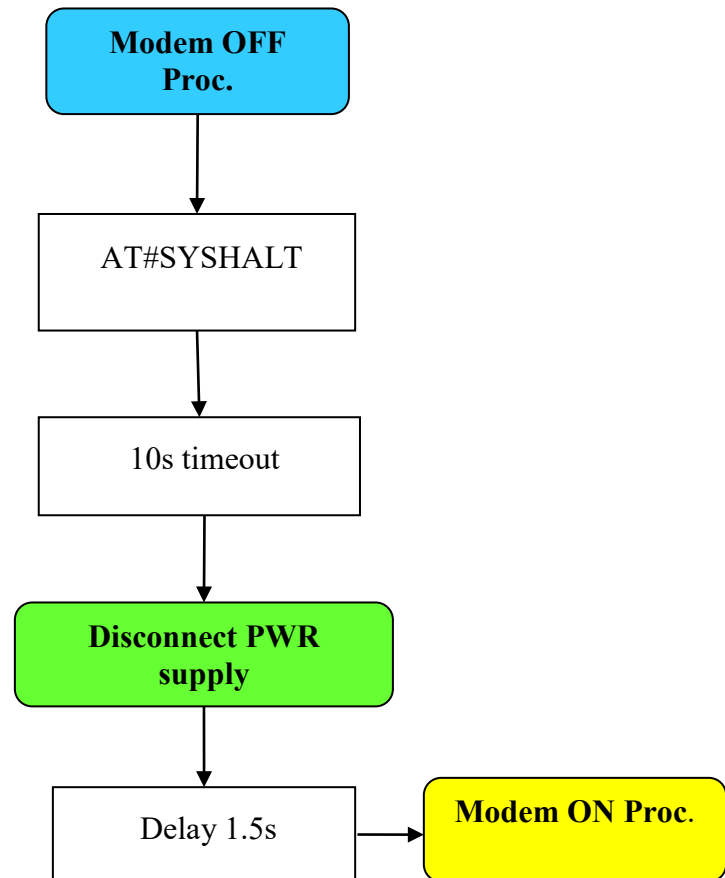 Modem OFF
Proc.
AT#SYSHALT
10s timeout
Disconnect PWR
supply
Delay 1.5s
Modem ON Proc.